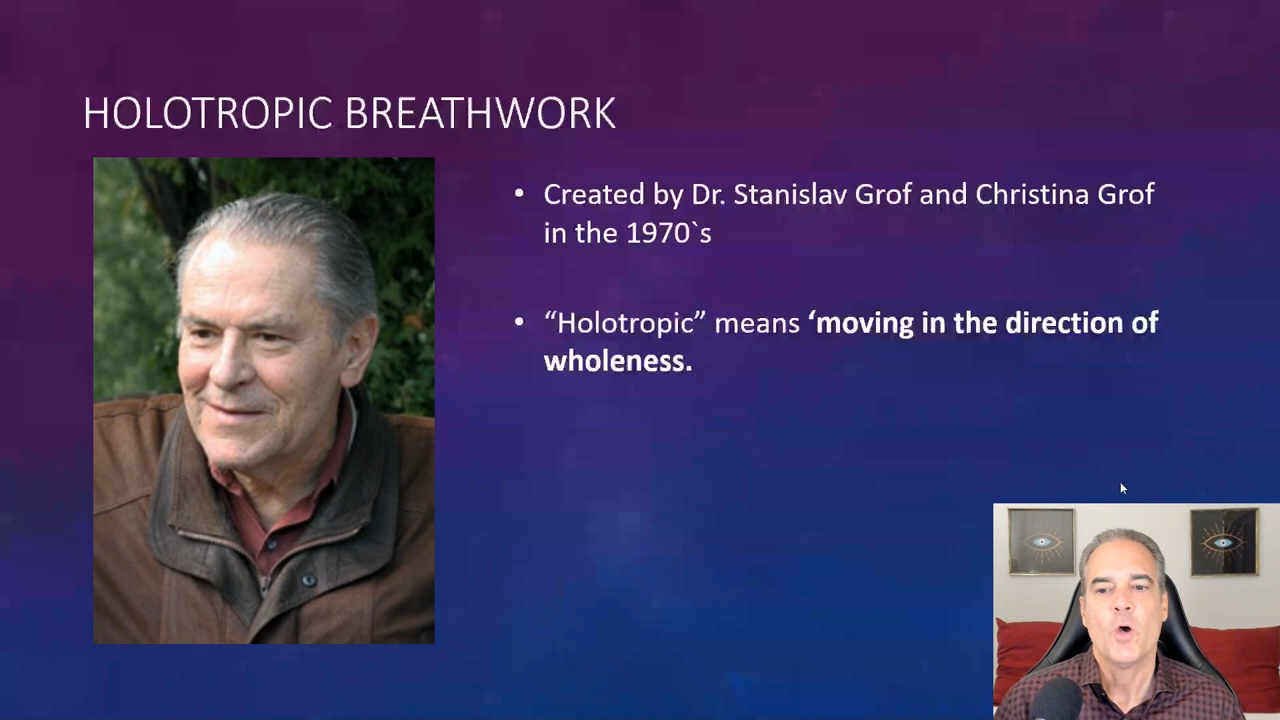 HOLOTROPIC BREATHWORK
• Created by Dr. Stanislav Grof and Christina Grof
in the 1970`s
• “Holotropic” means ‘moving in the direction of
wholeness.